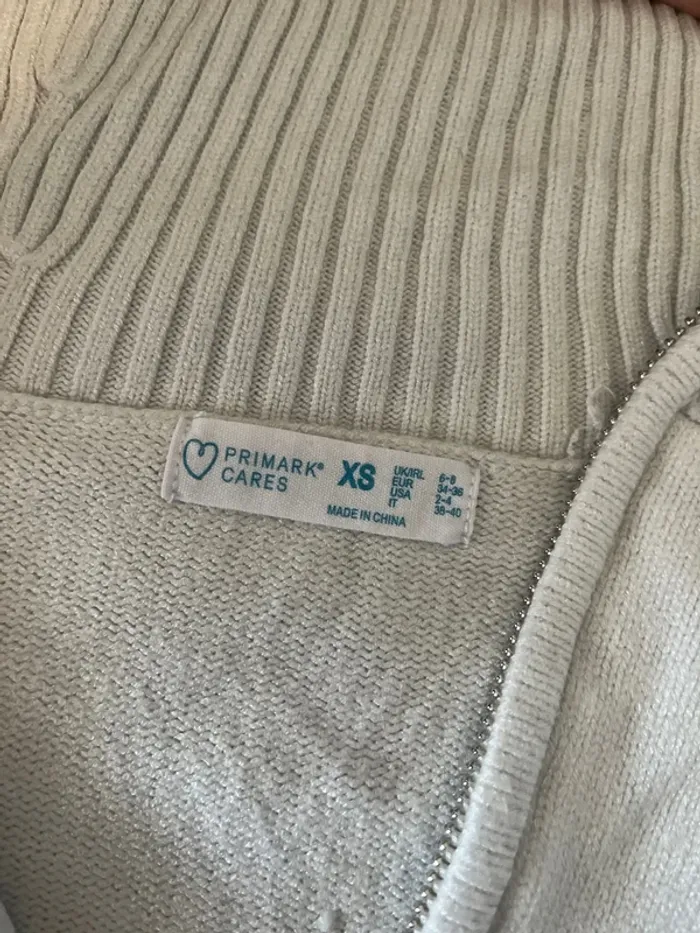 PRIMARK®
CARES
XS
UK/IRL 6-8
EUR 34-36
USA 2-4
IT 38-40
MADE IN CHINA